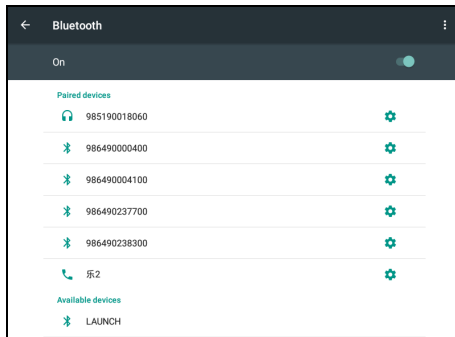 Bluetooth
On
Paired devices
985190018060
986490000400
986490004100
986490237700
986490238300
乐2
Available devices
LAUNCH